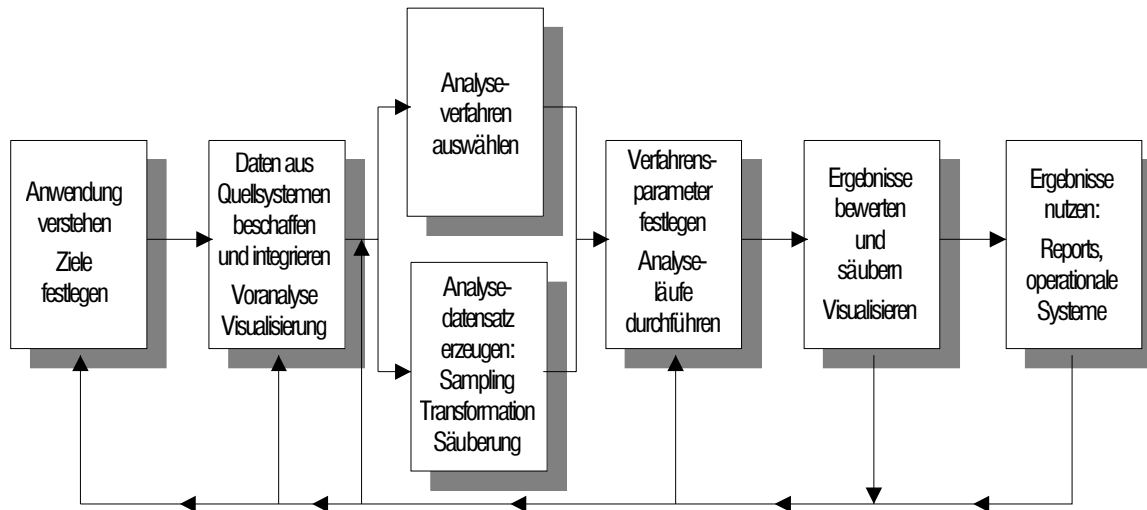 Anwendung
verstehen
Ziele
festlegen
Daten aus
Quellsystemen
beschaffen
und integrieren
Voranalyse
Visualisierung
Analyse-
verfahren
auswählen
Analyse-
datensatz
erzeugen:
Sampling
Transformation
Säuberung
Verfahrens-
parameter
festlegen
Analyse-
läufe
durchführen
Ergebnisse
bewerten
und
säubern
Visualisieren
Ergebnisse
nutzen:
Reports,
operationale
Systeme